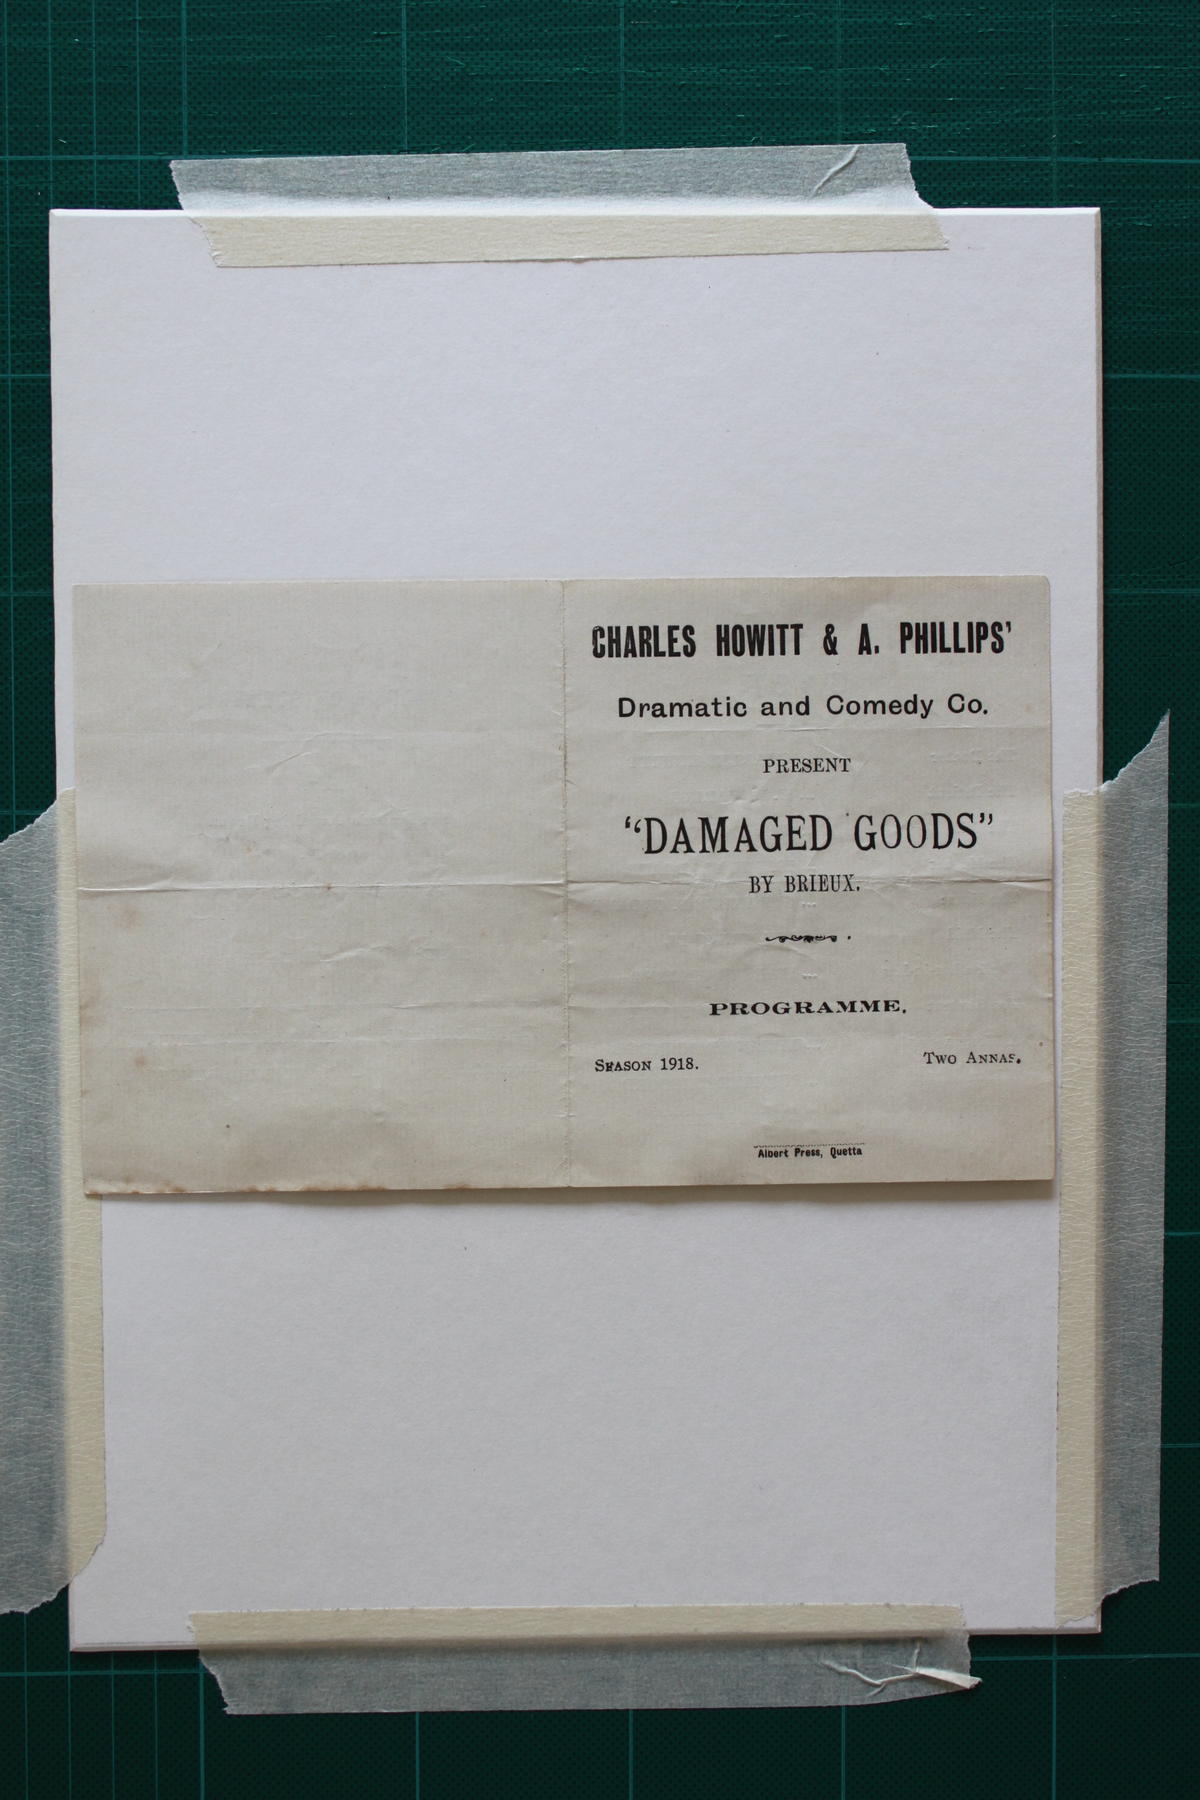 CHARLES HOWITT & A. PHILLIPS'
Dramatic and Comedy Co.
PRESENT
"DAMAGED GOODS"
BY BRIEUX.
PROGRAMME.
SEASON 1918.
TWO ANNAS.
Albert Press, Quetta